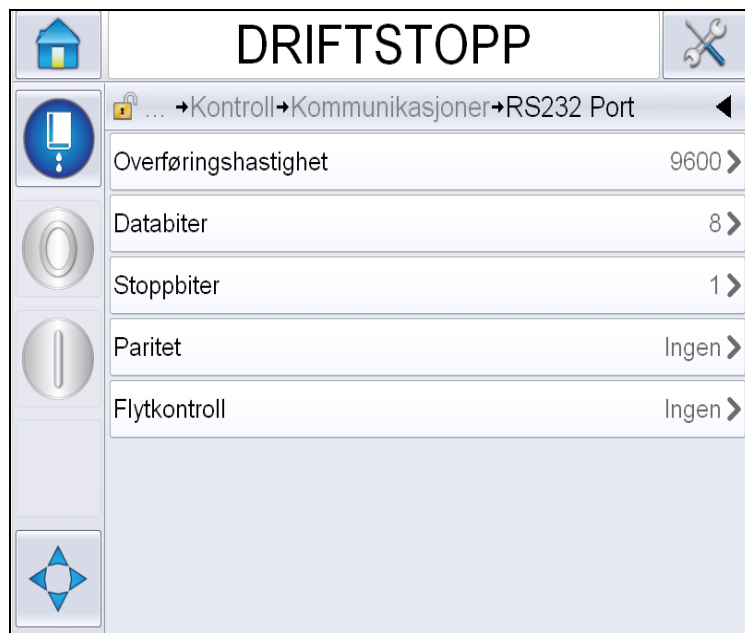 DRIFTSTOPP
... →Kontroll→Kommunikasjoner→RS232 Port
Overføringshastighet 9600
Databiter 8
Stoppbiter 1
Paritet Ingen
Flytkontroll Ingen